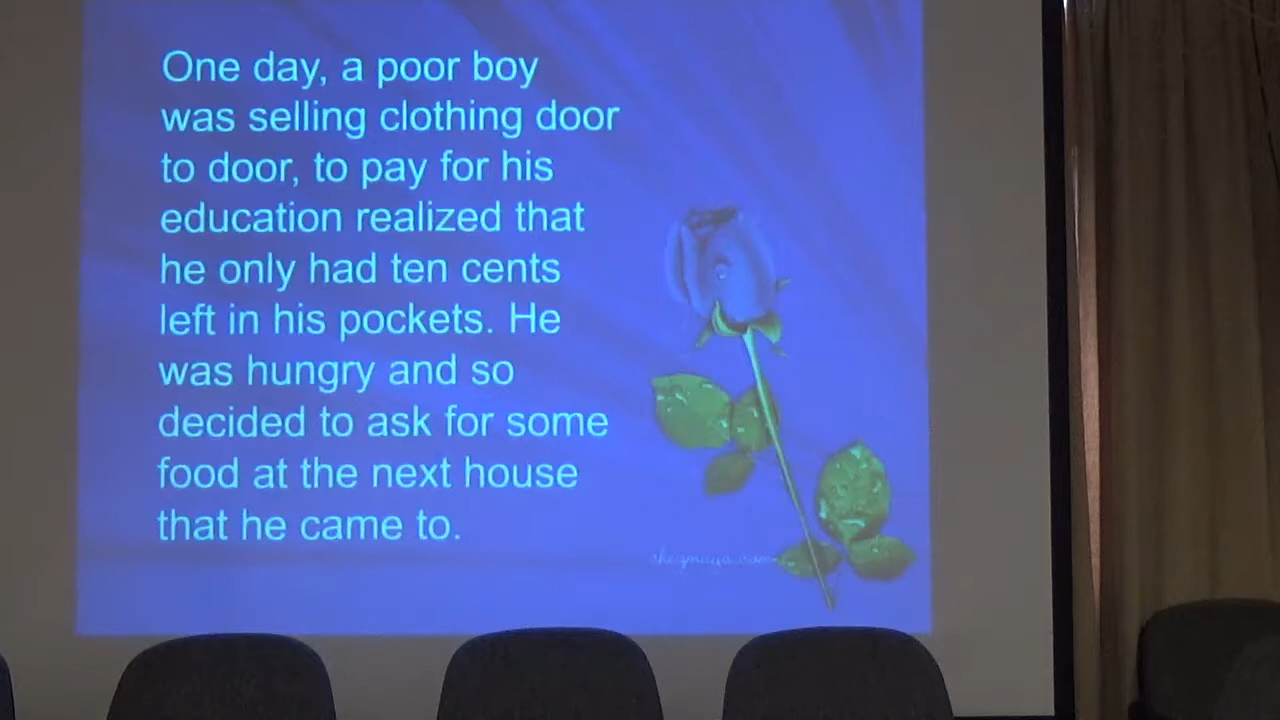 One day, a poor boy
was selling clothing door
to door, to pay for his
education realized that
he only had ten cents
left in his pockets. He
was hungry and so
decided to ask for some
food at the next house
that he came to.